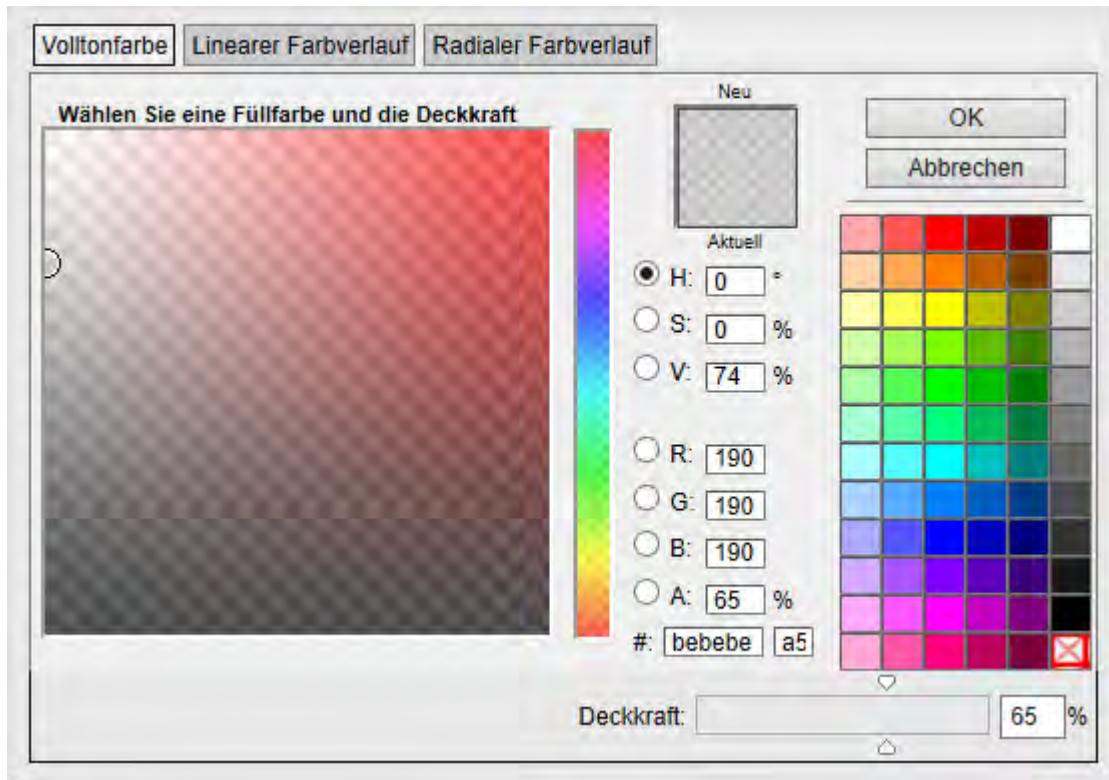 Volltonfarbe Linearer Farbverlauf Radialer Farbverlauf
Wählen Sie eine Füllfarbe und die Deckkraft
Neu
Aktuell
OK
Abbrechen
H: 0 °
S: 0 %
V: 74 %
R: 190
G: 190
B: 190
A: 65 %
#: bebebe a5
Deckkraft: 65 %